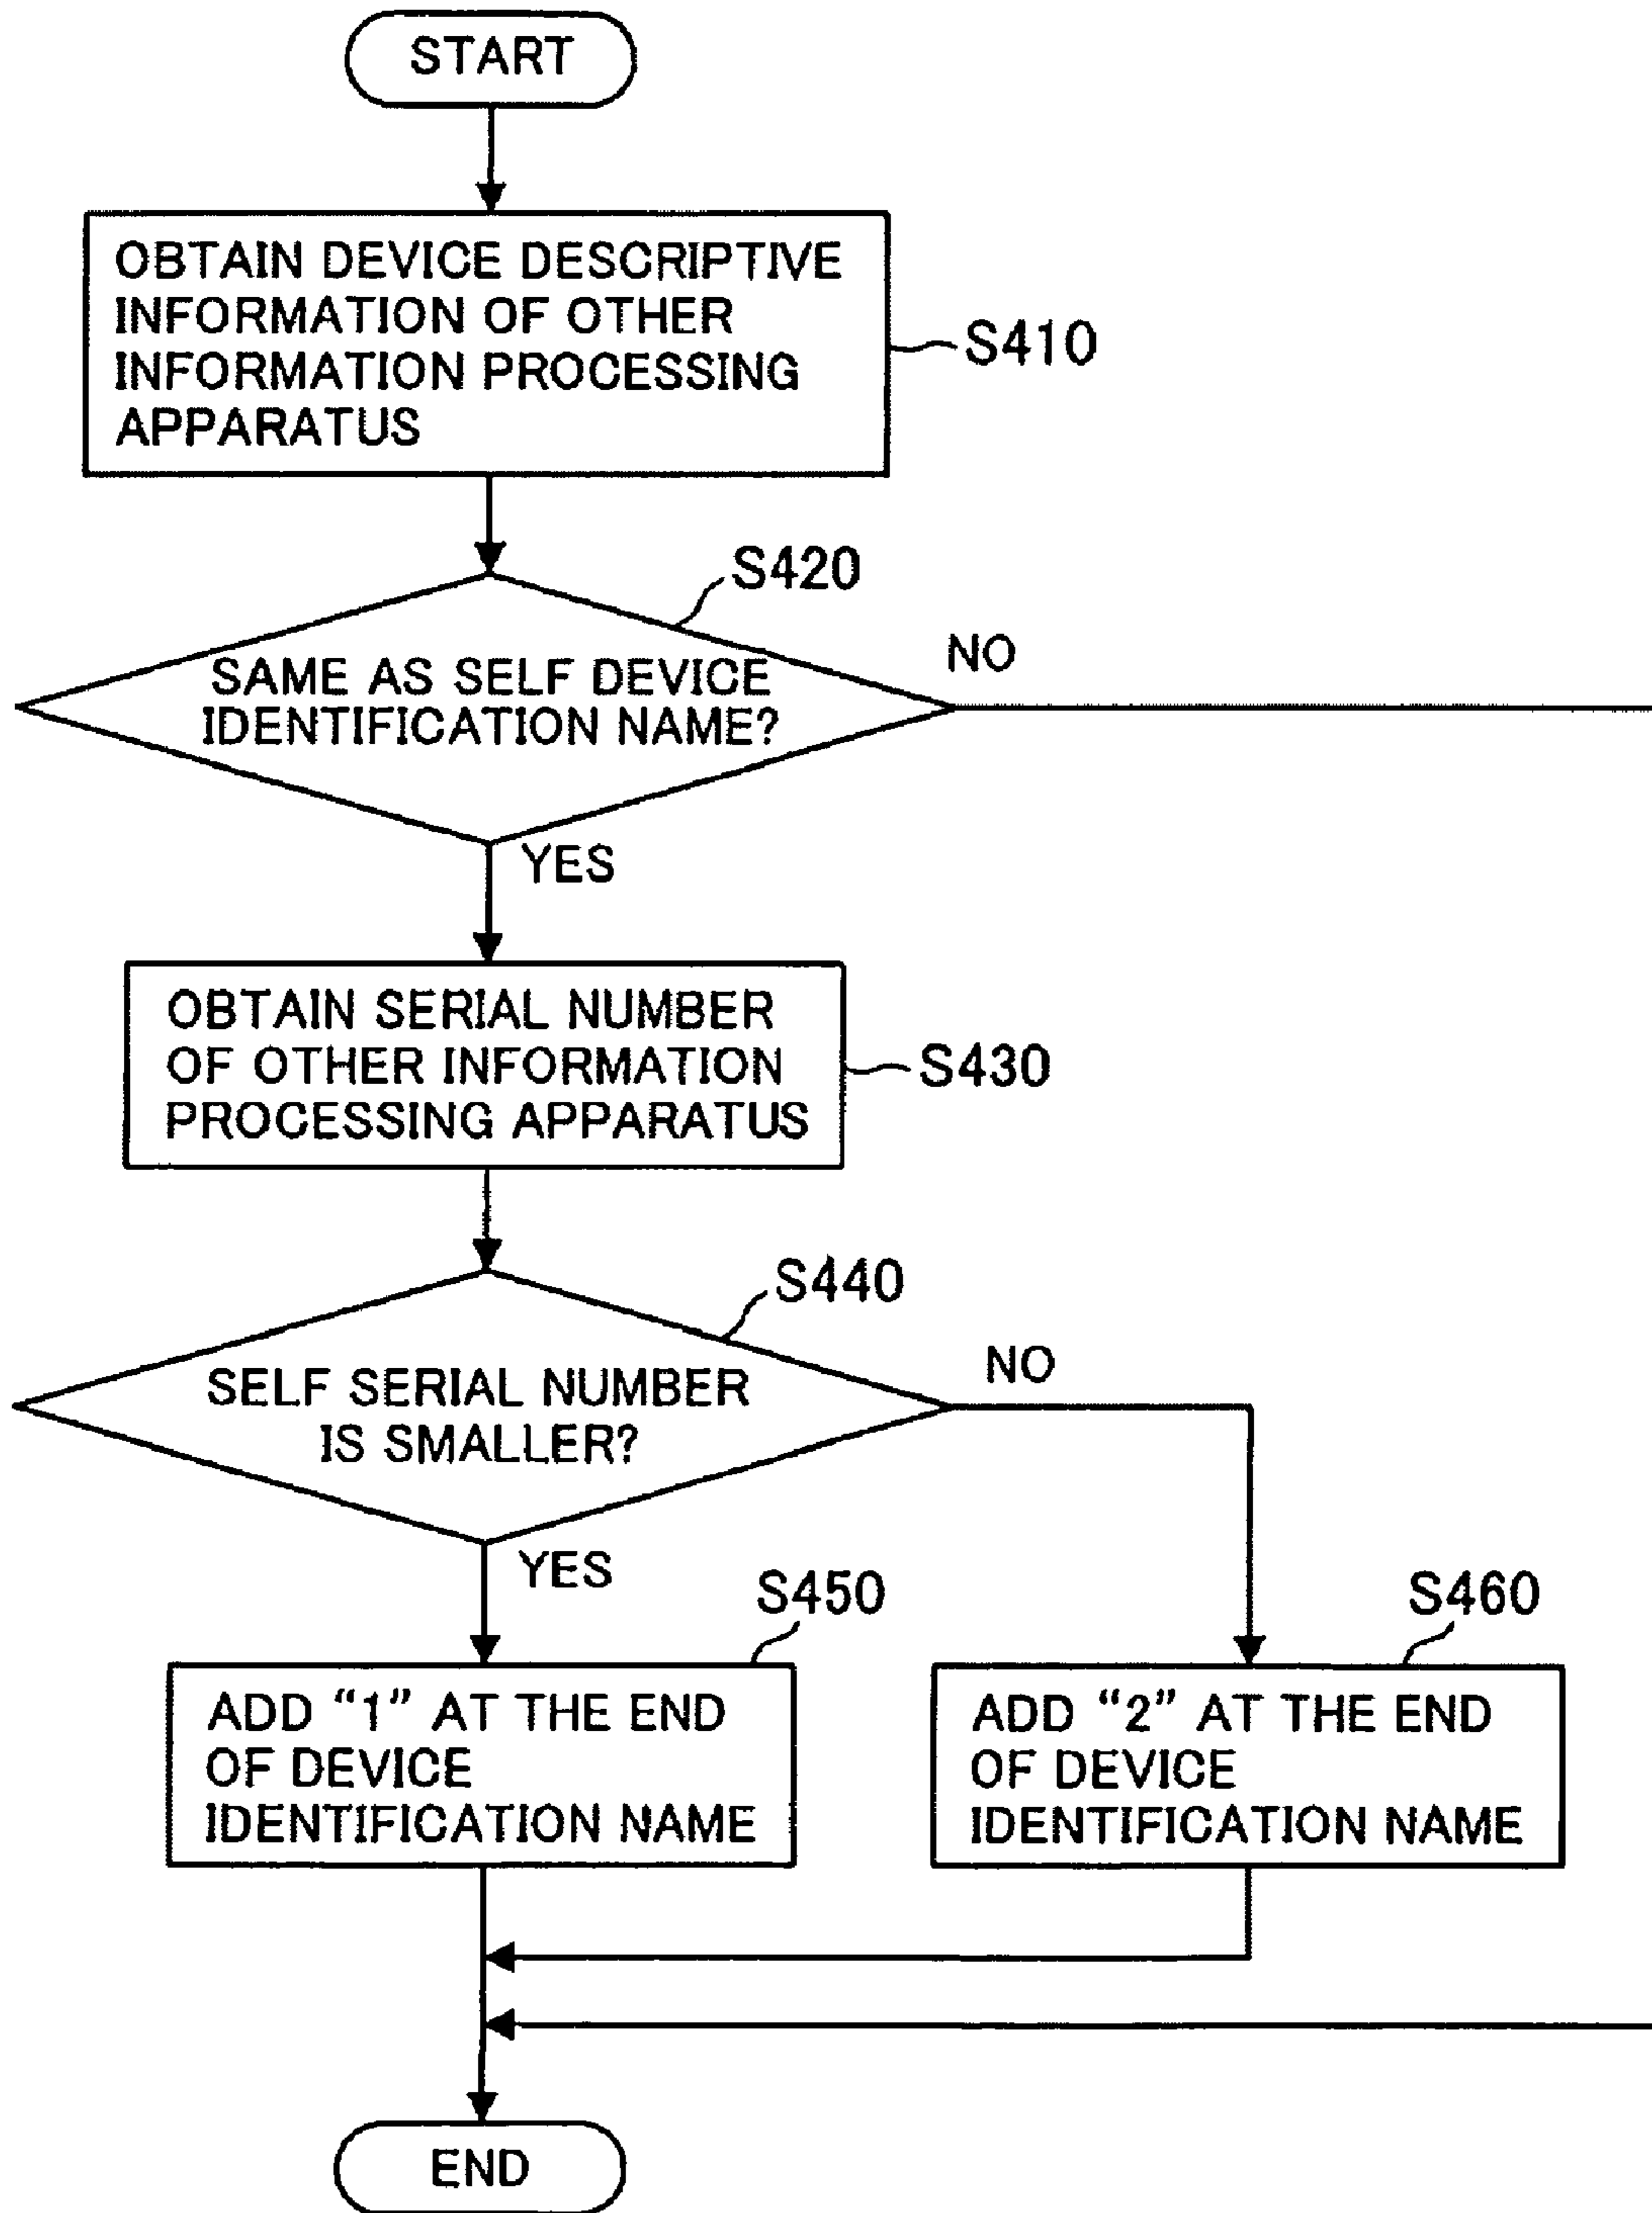 START
OBTAIN DEVICE DESCRIPTIVE
INFORMATION OF OTHER
INFORMATION PROCESSING
APPARATUS
S410
S420
SAME AS SELF DEVICE
IDENTIFICATION NAME?
NO
YES
OBTAIN SERIAL NUMBER
OF OTHER INFORMATION
PROCESSING APPARATUS
S430
S440
SELF SERIAL NUMBER
IS SMALLER?
NO
YES
S450
ADD “1” AT THE END
OF DEVICE
IDENTIFICATION NAME
S460
ADD “2” AT THE END
OF DEVICE
IDENTIFICATION NAME
END